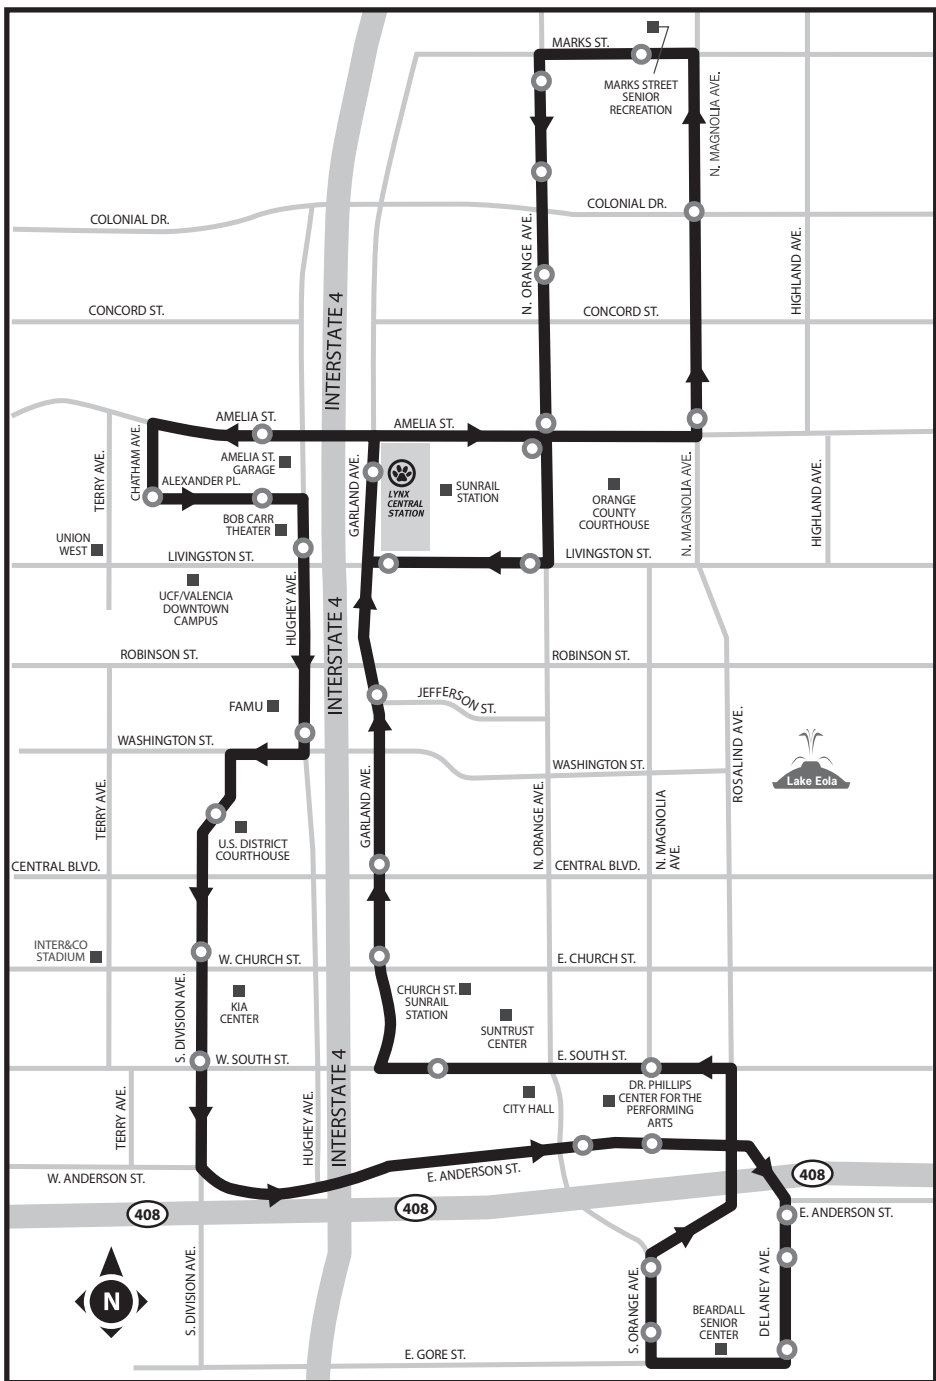 MARKS ST.
MARKS STREET
SENIOR
RECREATION
N. MAGNOLIA AVE.
COLONIAL DR.
COLONIAL DR.
N. ORANGE AVE.
HIGHLAND AVE.
CONCORD ST.
CONCORD ST.
INTERSTATE 4
AMELIA ST.
AMELIA ST.
CHATHAM AVE.
TERRY AVE.
AMELIA ST.
GARAGE
ALEXANDER PL.
GARLAND AVE.
LYNX
CENTRAL
STATION
SUNRAIL
STATION
ORANGE
COUNTY
COURTHOUSE
N. MAGNOLIA AVE.
HIGHLAND AVE.
BOB CARR
THEATER
UNION
WEST
LIVINGSTON ST.
LIVINGSTON ST.
UCF/VALENCIA
DOWNTOWN
CAMPUS
HUGHEY AVE.
INTERSTATE 4
ROBINSON ST.
ROBINSON ST.
FAMU
JEFFERSON ST.
WASHINGTON ST.
WASHINGTON ST.
ROSALIND AVE.
Lake Eola
TERRY AVE.
GARLAND AVE.
N. ORANGE AVE.
N. MAGNOLIA
AVE.
U.S. DISTRICT
COURTHOUSE
CENTRAL BLVD.
CENTRAL BLVD.
INTER&CO
STADIUM
W. CHURCH ST.
E. CHURCH ST.
S. DIVISION AVE.
KIA
CENTER
CHURCH ST.
SUNRAIL
STATION
SUNTRUST
CENTER
W. SOUTH ST.
E. SOUTH ST.
TERRY AVE.
HUGHEY AVE.
INTERSTATE 4
CITY HALL
DR. PHILLIPS
CENTER FOR THE
PERFORMING
ARTS
W. ANDERSON ST.
E. ANDERSON ST.
408
408
408
E. ANDERSON ST.
N
S. DIVISION AVE.
S. ORANGE AVE.
BEARDALL
SENIOR
CENTER
DELANEY AVE.
E. GORE ST.